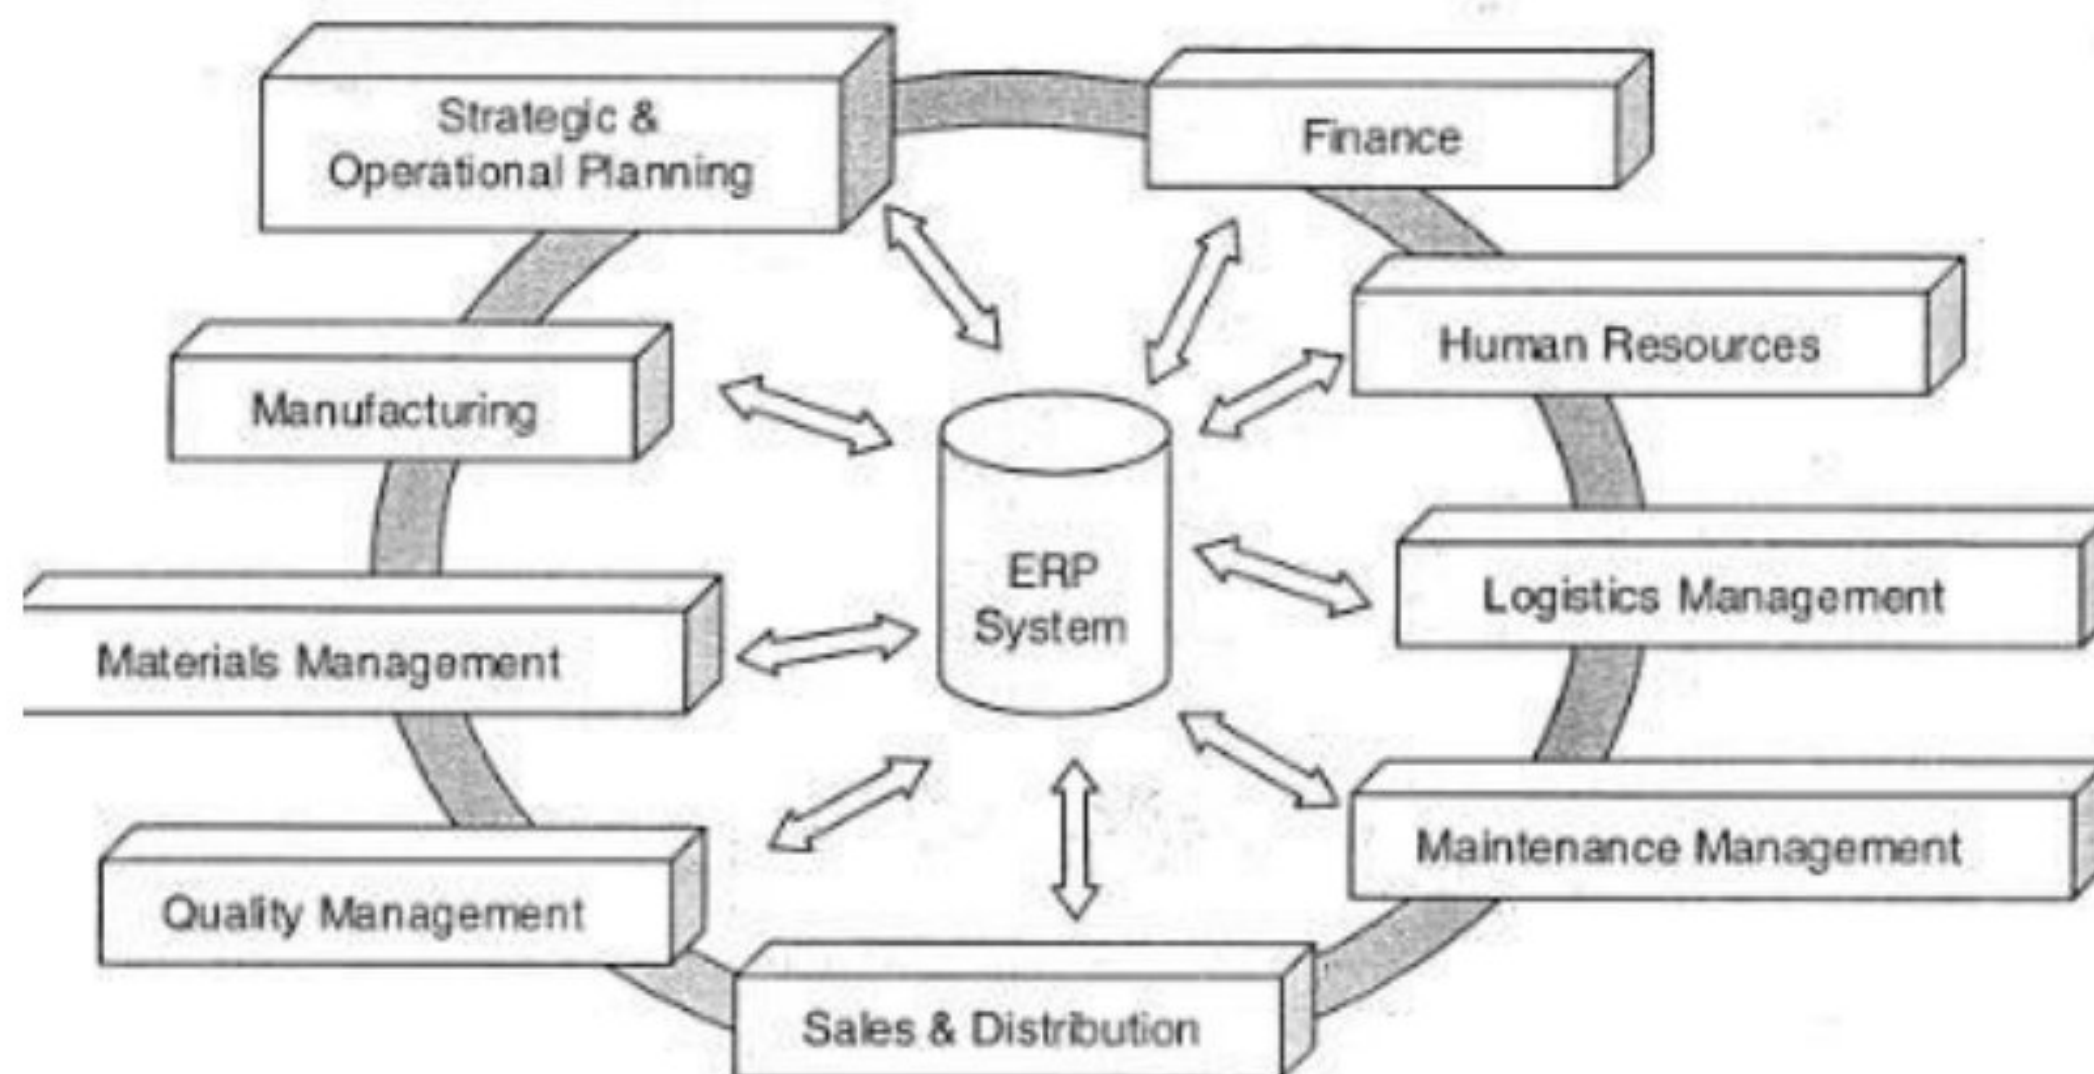 Strategic &
Operational Planning
Finance
Human Resources
Manufacturing
ERP
System
Logistics Management
Materials Management
Maintenance Management
Quality Management
Sales & Distribution